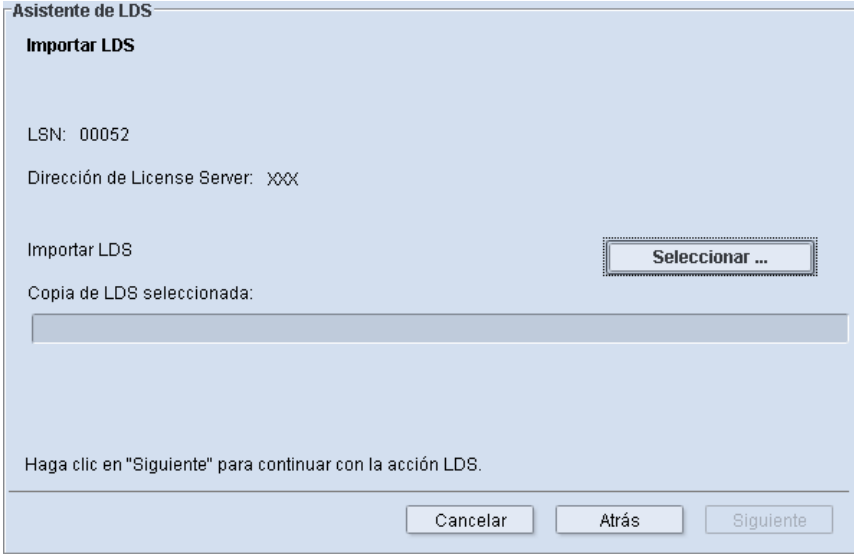 Asistente de LDS
Importar LDS
LSN: 00052
Dirección de License Server: XXX
Importar LDS
Seleccionar ...
Copia de LDS seleccionada:
Haga clic en "Siguiente" para continuar con la acción LDS.
Cancelar Atrás Siguiente